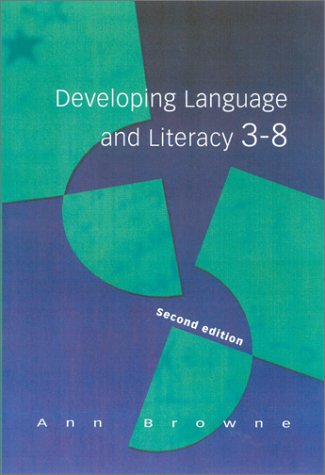 Developing Language
and Literacy 3-8
Second edition
Ann Browne